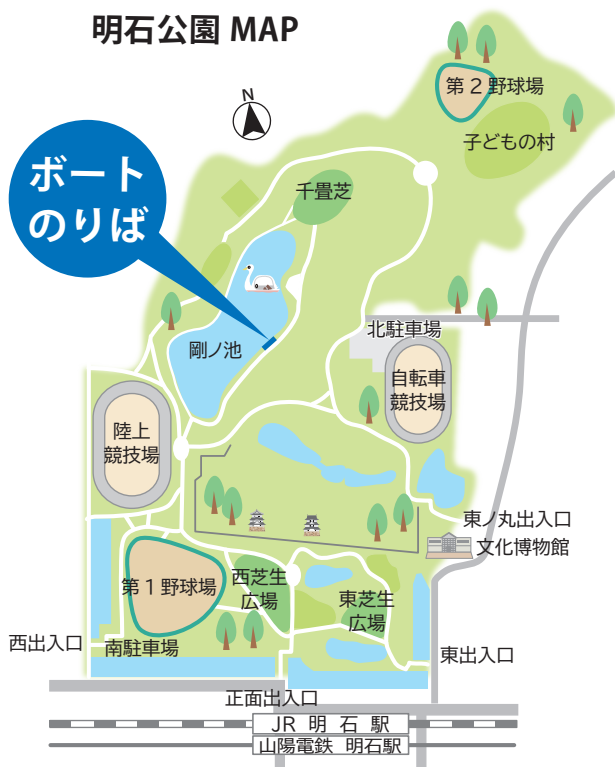 明石公園 MAP
N
ボート
のりば
第2野球場
子どもの村
千畳芝
剛ノ池
北駐車場
自転車
競技場
陸上
競技場
東ノ丸出入口
文化博物館
第1野球場
西芝生
広場
東芝生
広場
西出入口
南駐車場
東出入口
正面出入口
JR 明石駅
山陽電鉄 明石駅